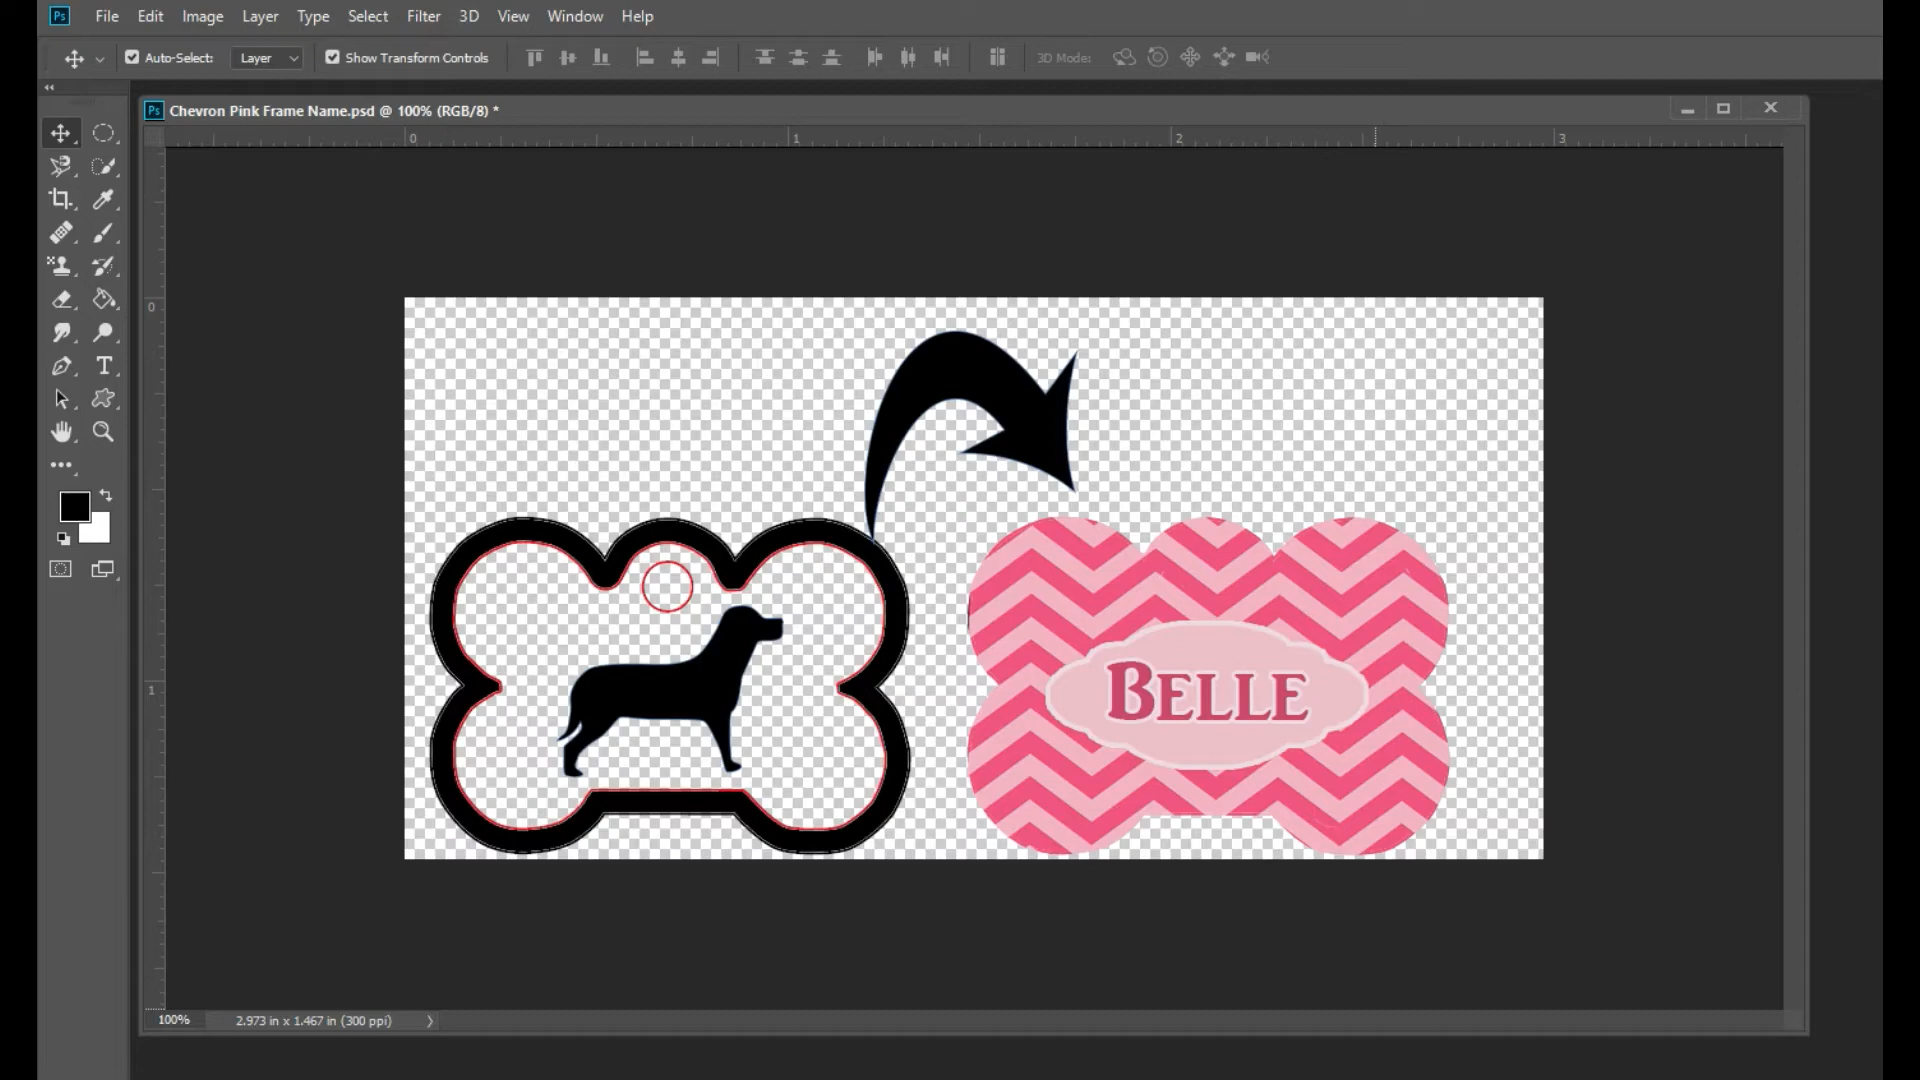 Ps File Edit Image Layer Type Select Filter 3D View Window Help
Auto-Select: Layer Show Transform Controls 3D Mode:
Ps Chevron Pink Frame Name.psd @ 100% (RGB/8) *
0 1 2 3
0
1
T
BELLE
100% 2.973 in x 1.467 in (300 ppi)